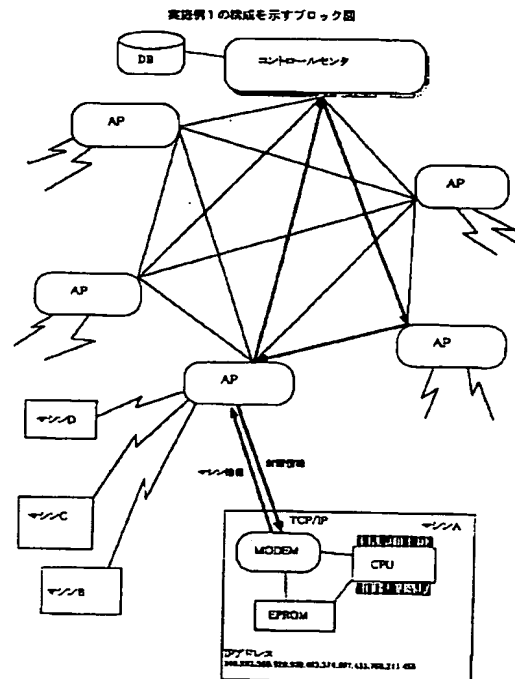 実施例1の構成を示すブロック図
DB
コントロールセンタ
AP
AP
AP
AP
AP
マシンD
マシン情報
制御情報
マシンC
マシンB
TCP/IP
マシンA
MODEM
CPU
EPROM
IPアドレス